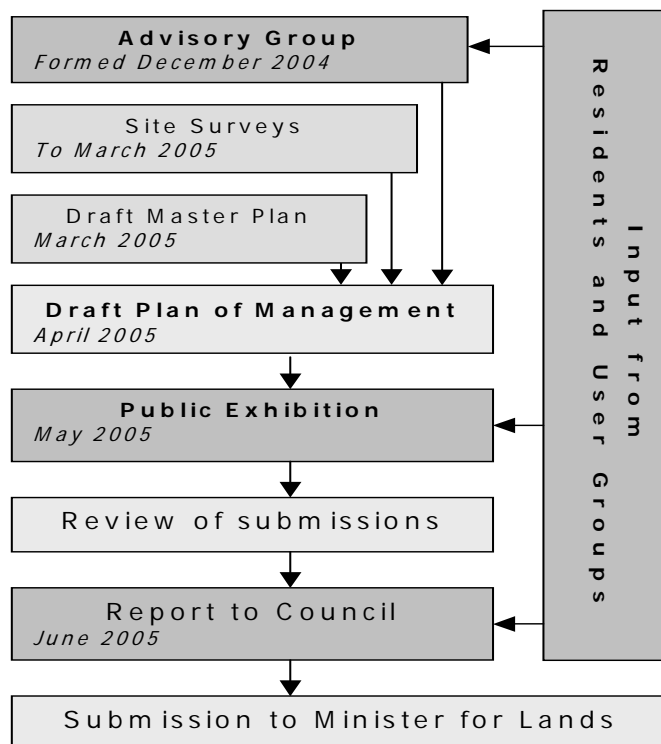 Advisory Group
Formed December 2004
Site Surveys
To March 2005
Draft Master Plan
March 2005
Draft Plan of Management
April 2005
Public Exhibition
May 2005
Review of submissions
Report to Council
June 2005
Submission to Minister for Lands
Input from
Residents and User Groups